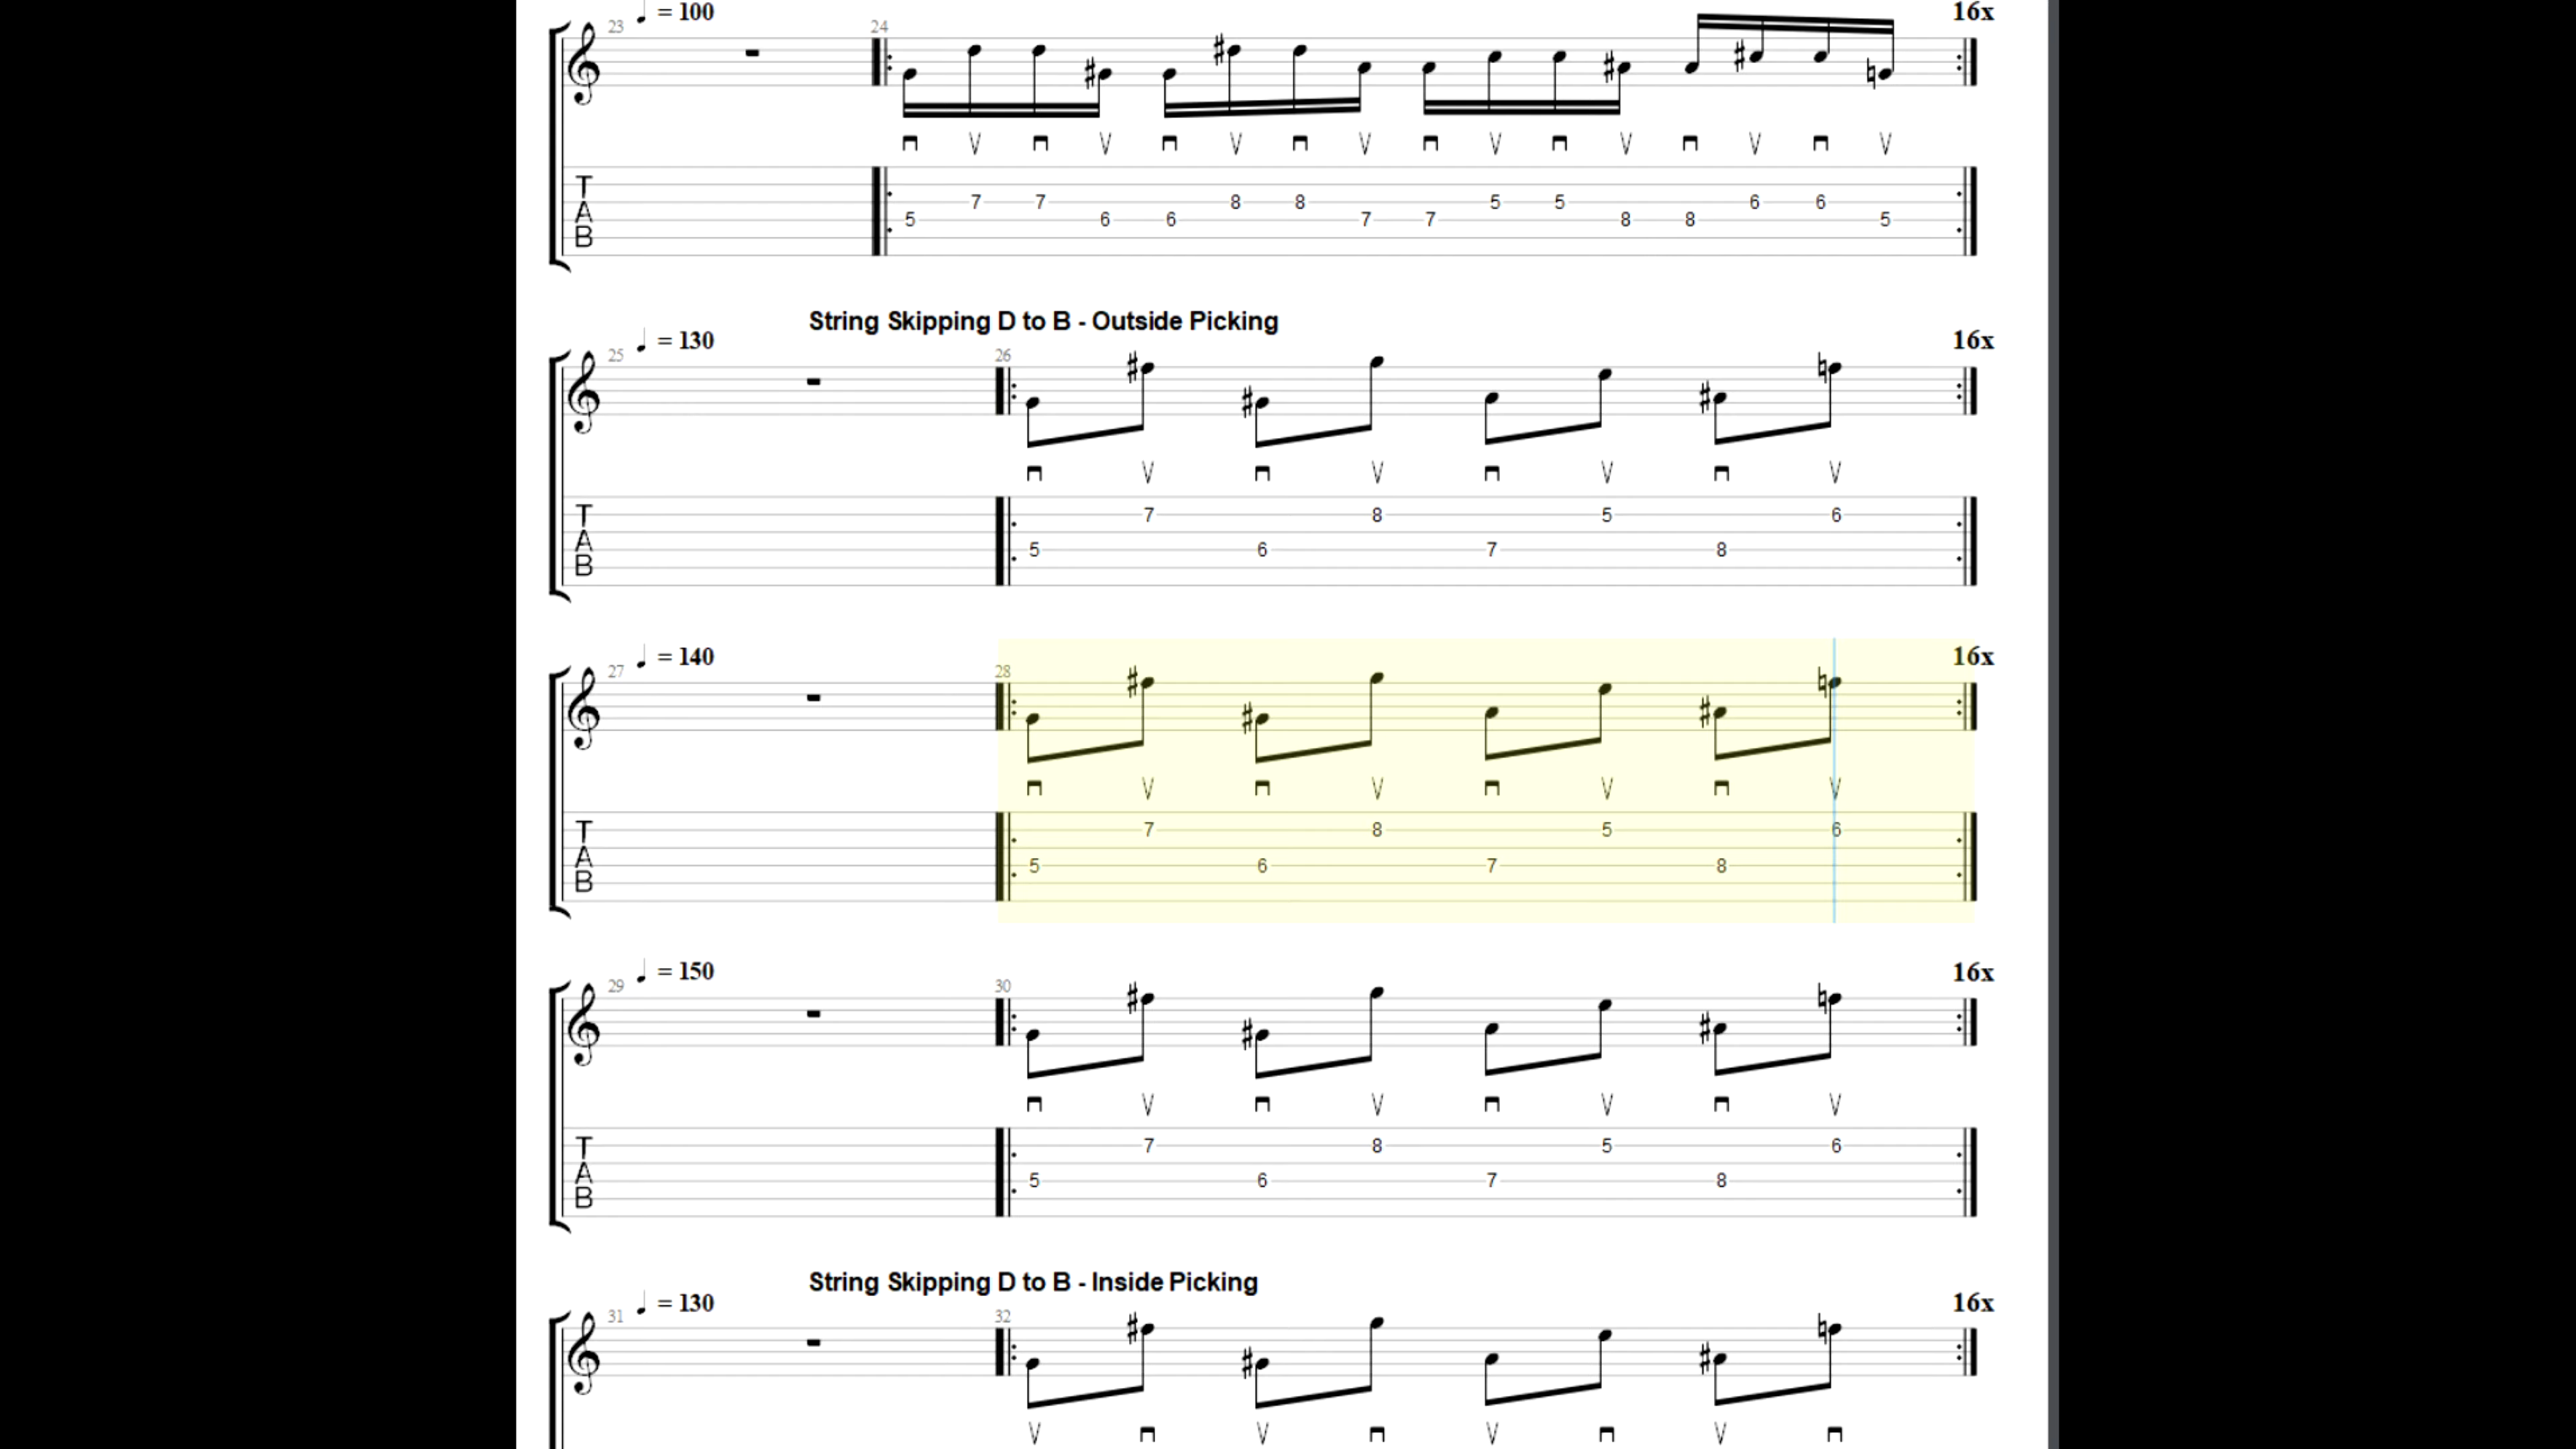 ♩ = 100 16x
23 24
T A B
5 7 7 6 6 8 8 7 7 5 5 8 8 6 6 5
String Skipping D to B - Outside Picking
♩ = 130 16x
25 26
T A B
5 7 6 8 7 5 8 6
♩ = 140 16x
27 28
T A B
5 7 6 8 7 5 8 6
♩ = 150 16x
29 30
T A B
5 7 6 8 7 5 8 6
String Skipping D to B - Inside Picking
♩ = 130 16x
31 32